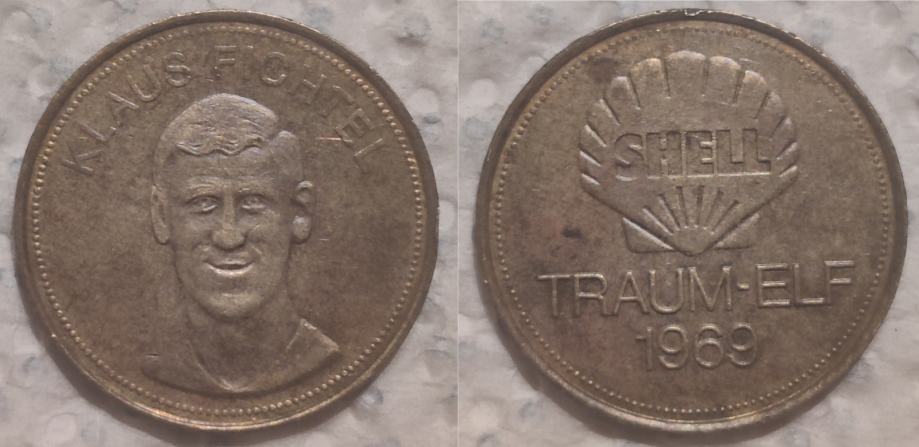 KLAUS FICHTEL
SHELL
TRAUM-ELF
1969